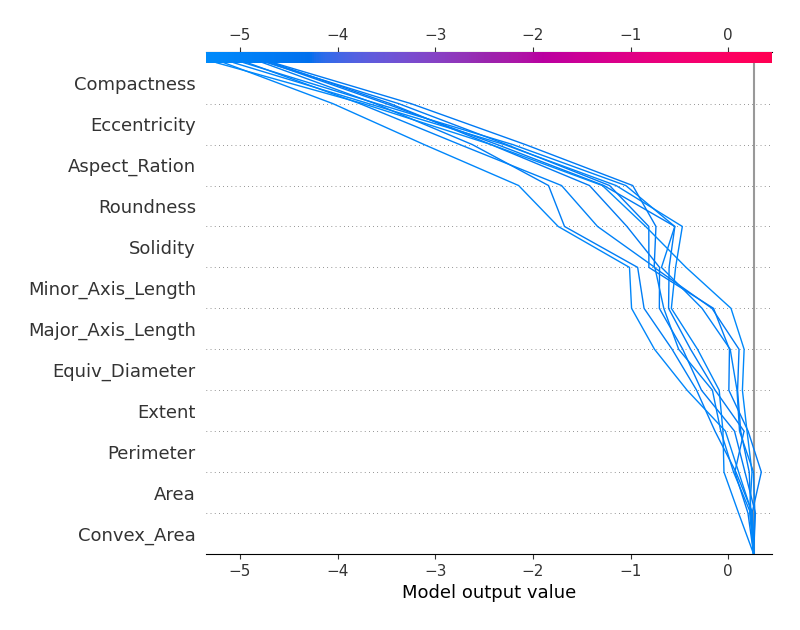 −5 −4 −3 −2 −1 0
Compactness
Eccentricity
Aspect_Ration
Roundness
Solidity
Minor_Axis_Length
Major_Axis_Length
Equiv_Diameter
Extent
Perimeter
Area
Convex_Area
−5 −4 −3 −2 −1 0
Model output value